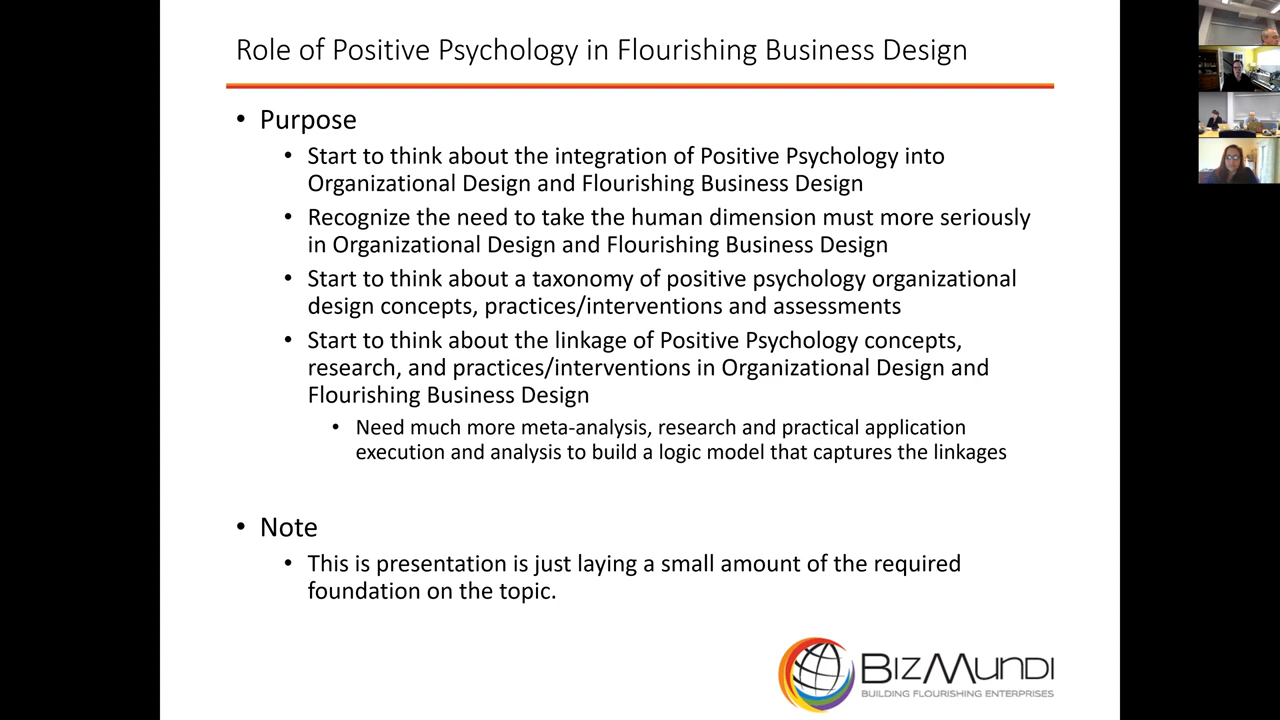 Role of Positive Psychology in Flourishing Business Design
• Purpose
• Start to think about the integration of Positive Psychology into
Organizational Design and Flourishing Business Design
• Recognize the need to take the human dimension must more seriously
in Organizational Design and Flourishing Business Design
• Start to think about a taxonomy of positive psychology organizational
design concepts, practices/interventions and assessments
• Start to think about the linkage of Positive Psychology concepts,
research, and practices/interventions in Organizational Design and
Flourishing Business Design
• Need much more meta-analysis, research and practical application
execution and analysis to build a logic model that captures the linkages
• Note
• This is presentation is just laying a small amount of the required
foundation on the topic.
BIZMUNDI
BUILDING FLOURISHING ENTERPRISES